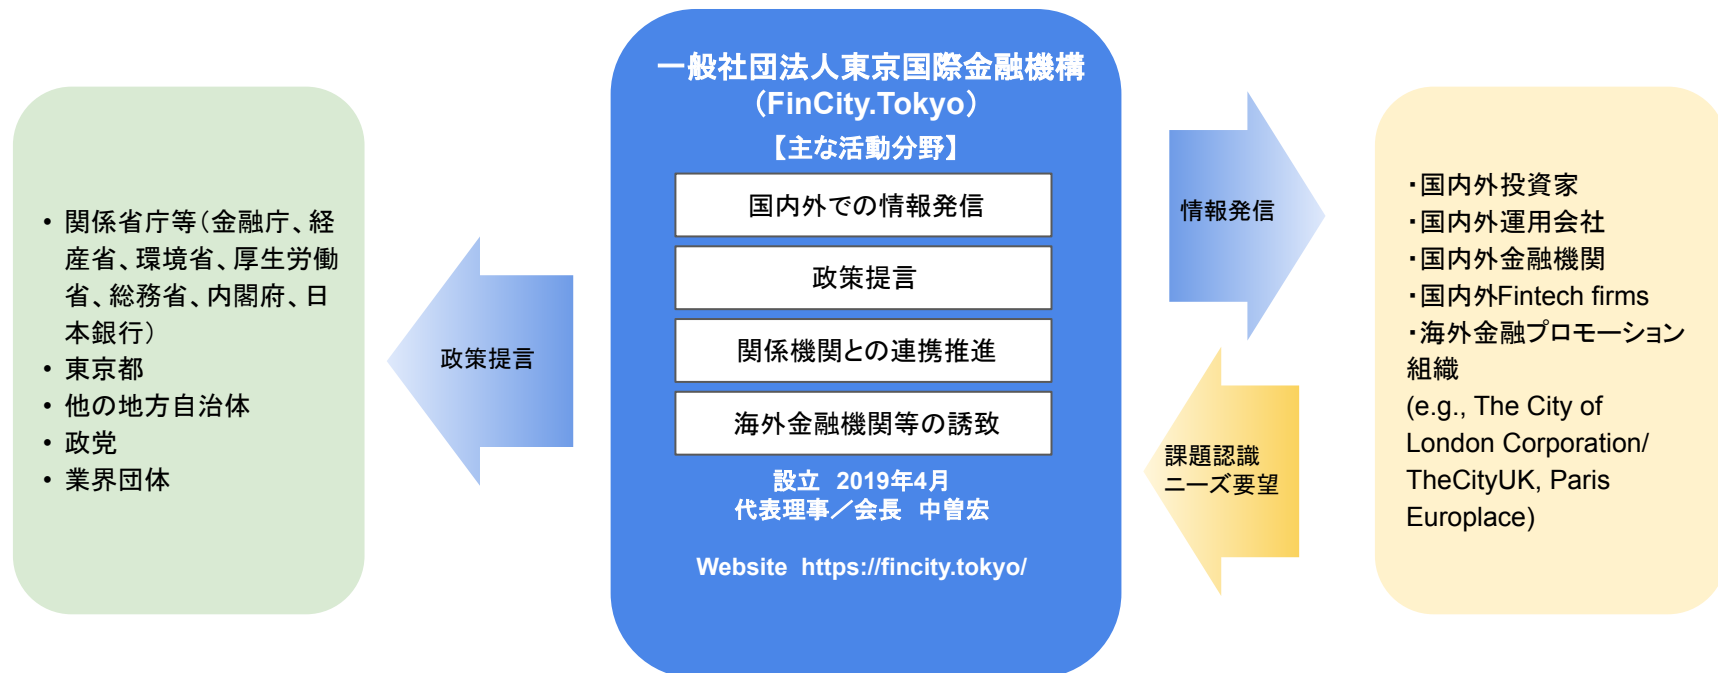 • 関係省庁等（金融庁、経
産省、環境省、厚生労働
省、総務省、内閣府、日
本銀行）
• 東京都
• 他の地方自治体
• 政党
• 業界団体
政策提言
一般社団法人東京国際金融機構
（FinCity.Tokyo）
【主な活動分野】
国内外での情報発信
政策提言
関係機関との連携推進
海外金融機関等の誘致
設立　2019年4月
代表理事／会長　中曽宏
Website https://fincity.tokyo/
情報発信
課題認識
ニーズ要望
・国内外投資家
・国内外運用会社
・国内外金融機関
・国内外Fintech firms
・海外金融プロモーション
組織
(e.g., The City of
London Corporation/
TheCityUK, Paris
Europlace)